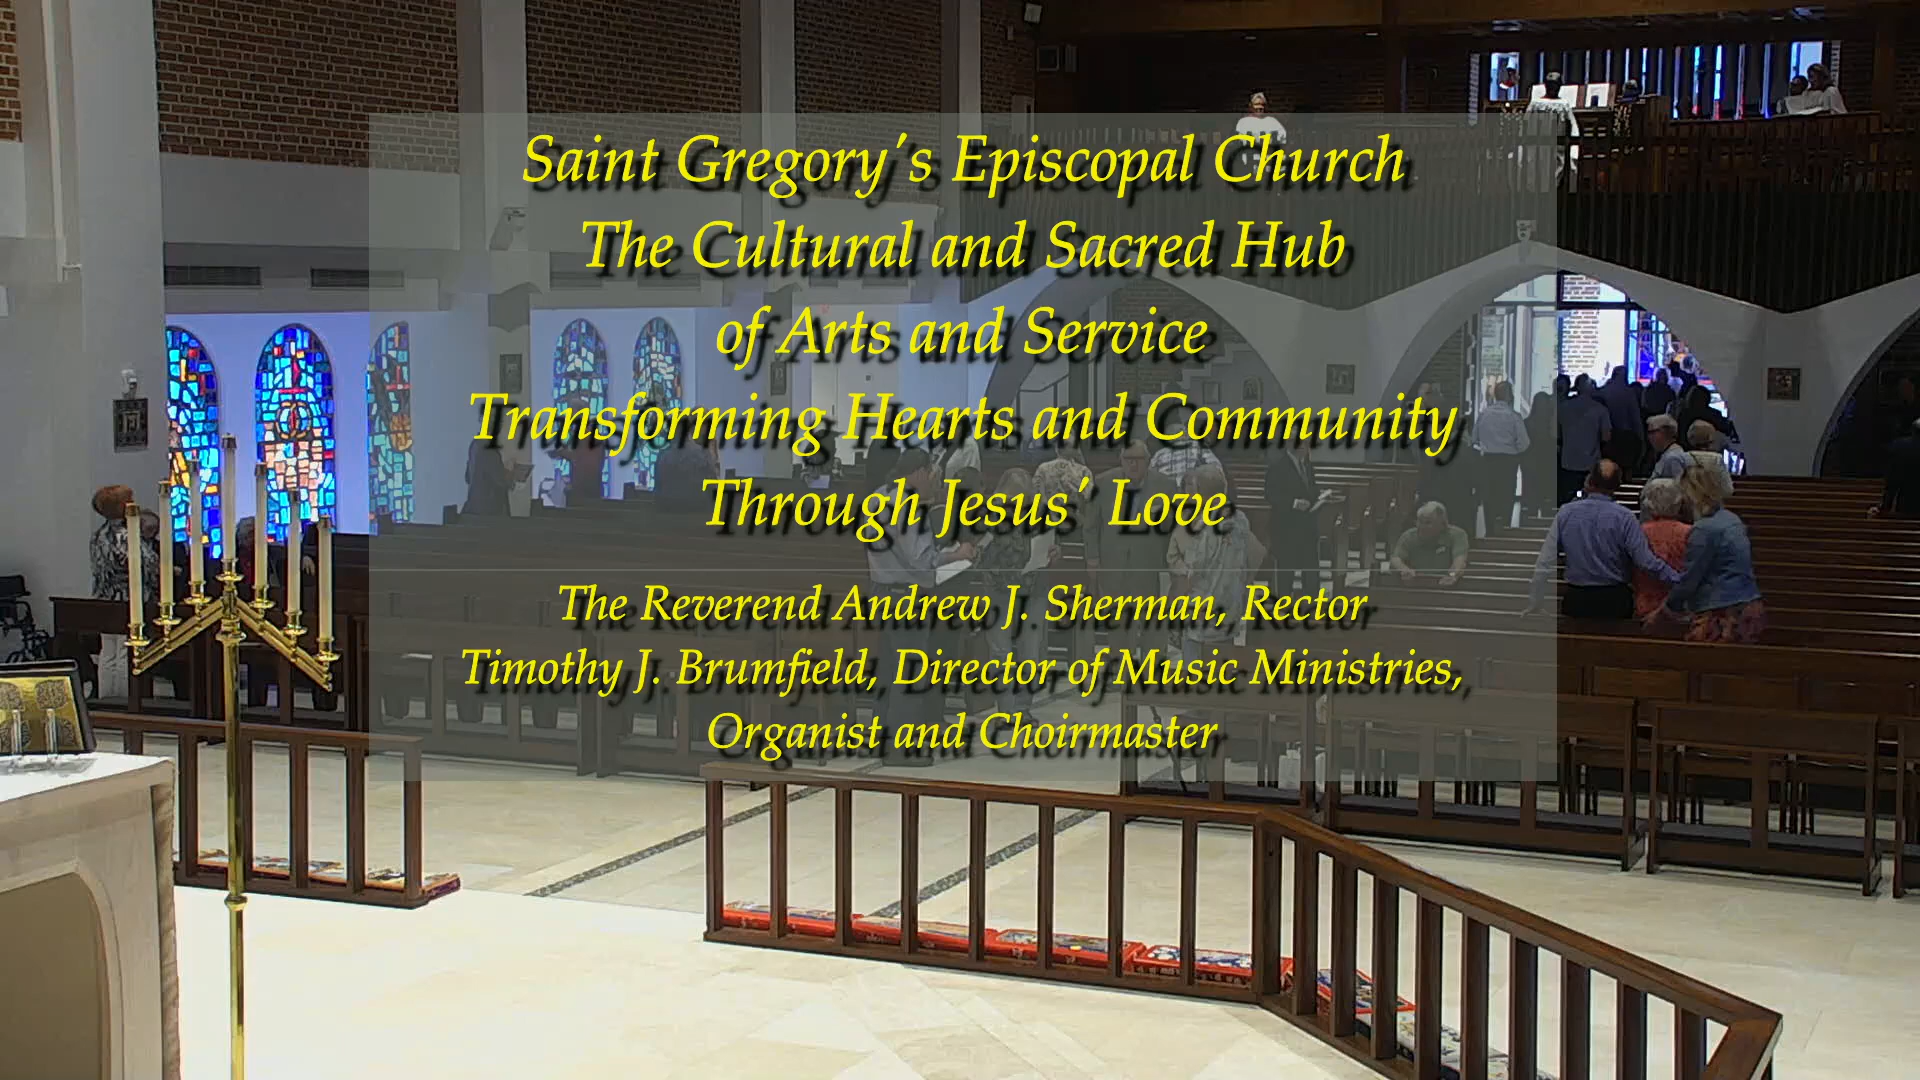 Saint Gregory's Episcopal Church
The Cultural and Sacred Hub
of Arts and Service
Transforming Hearts and Community
Through Jesus' Love
The Reverend Andrew J. Sherman, Rector
Timothy J. Brumfield, Director of Music Ministries,
Organist and Choirmaster